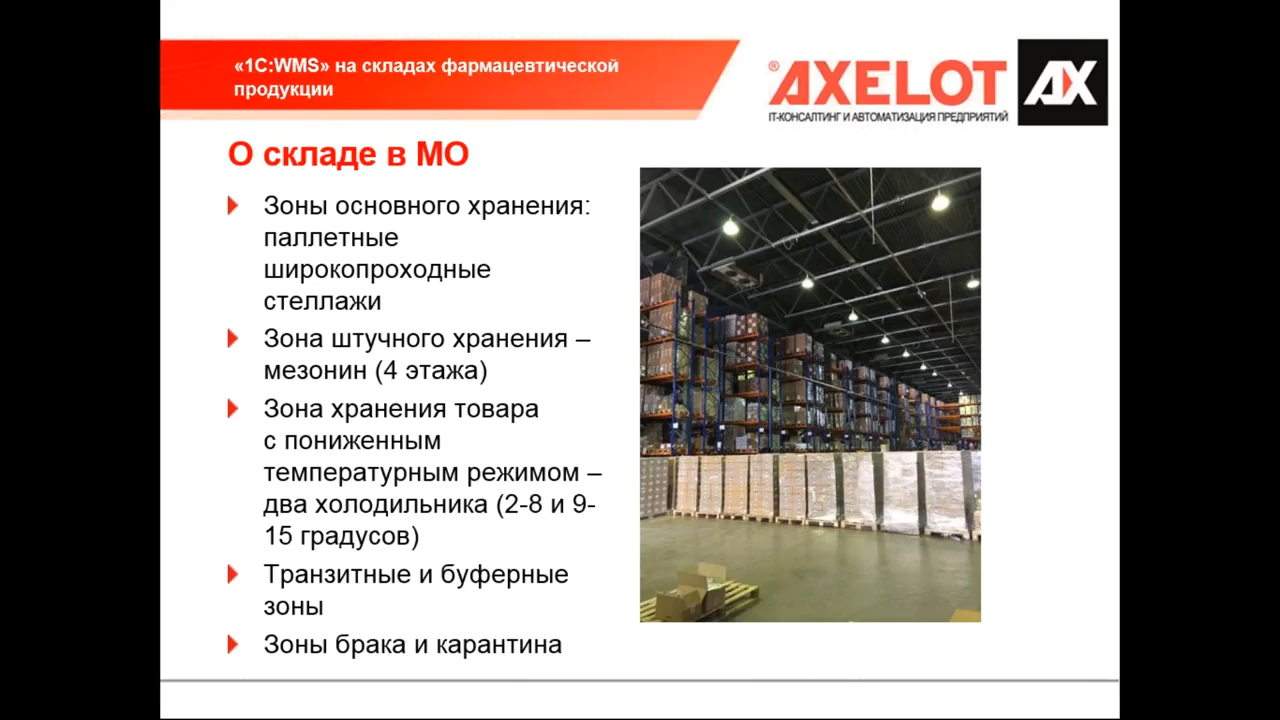 «1С:WMS» на складах фармацевтической
продукции
® AXELOT
IT-КОНСАЛТИНГ И АВТОМАТИЗАЦИЯ ПРЕДПРИЯТИЙ
AX
О складе в МО
Зоны основного хранения:
паллетные
широкопроходные
стеллажи
Зона штучного хранения –
мезонин (4 этажа)
Зона хранения товара
с пониженным
температурным режимом –
два холодильника (2-8 и 9-
15 градусов)
Транзитные и буферные
зоны
Зоны брака и карантина